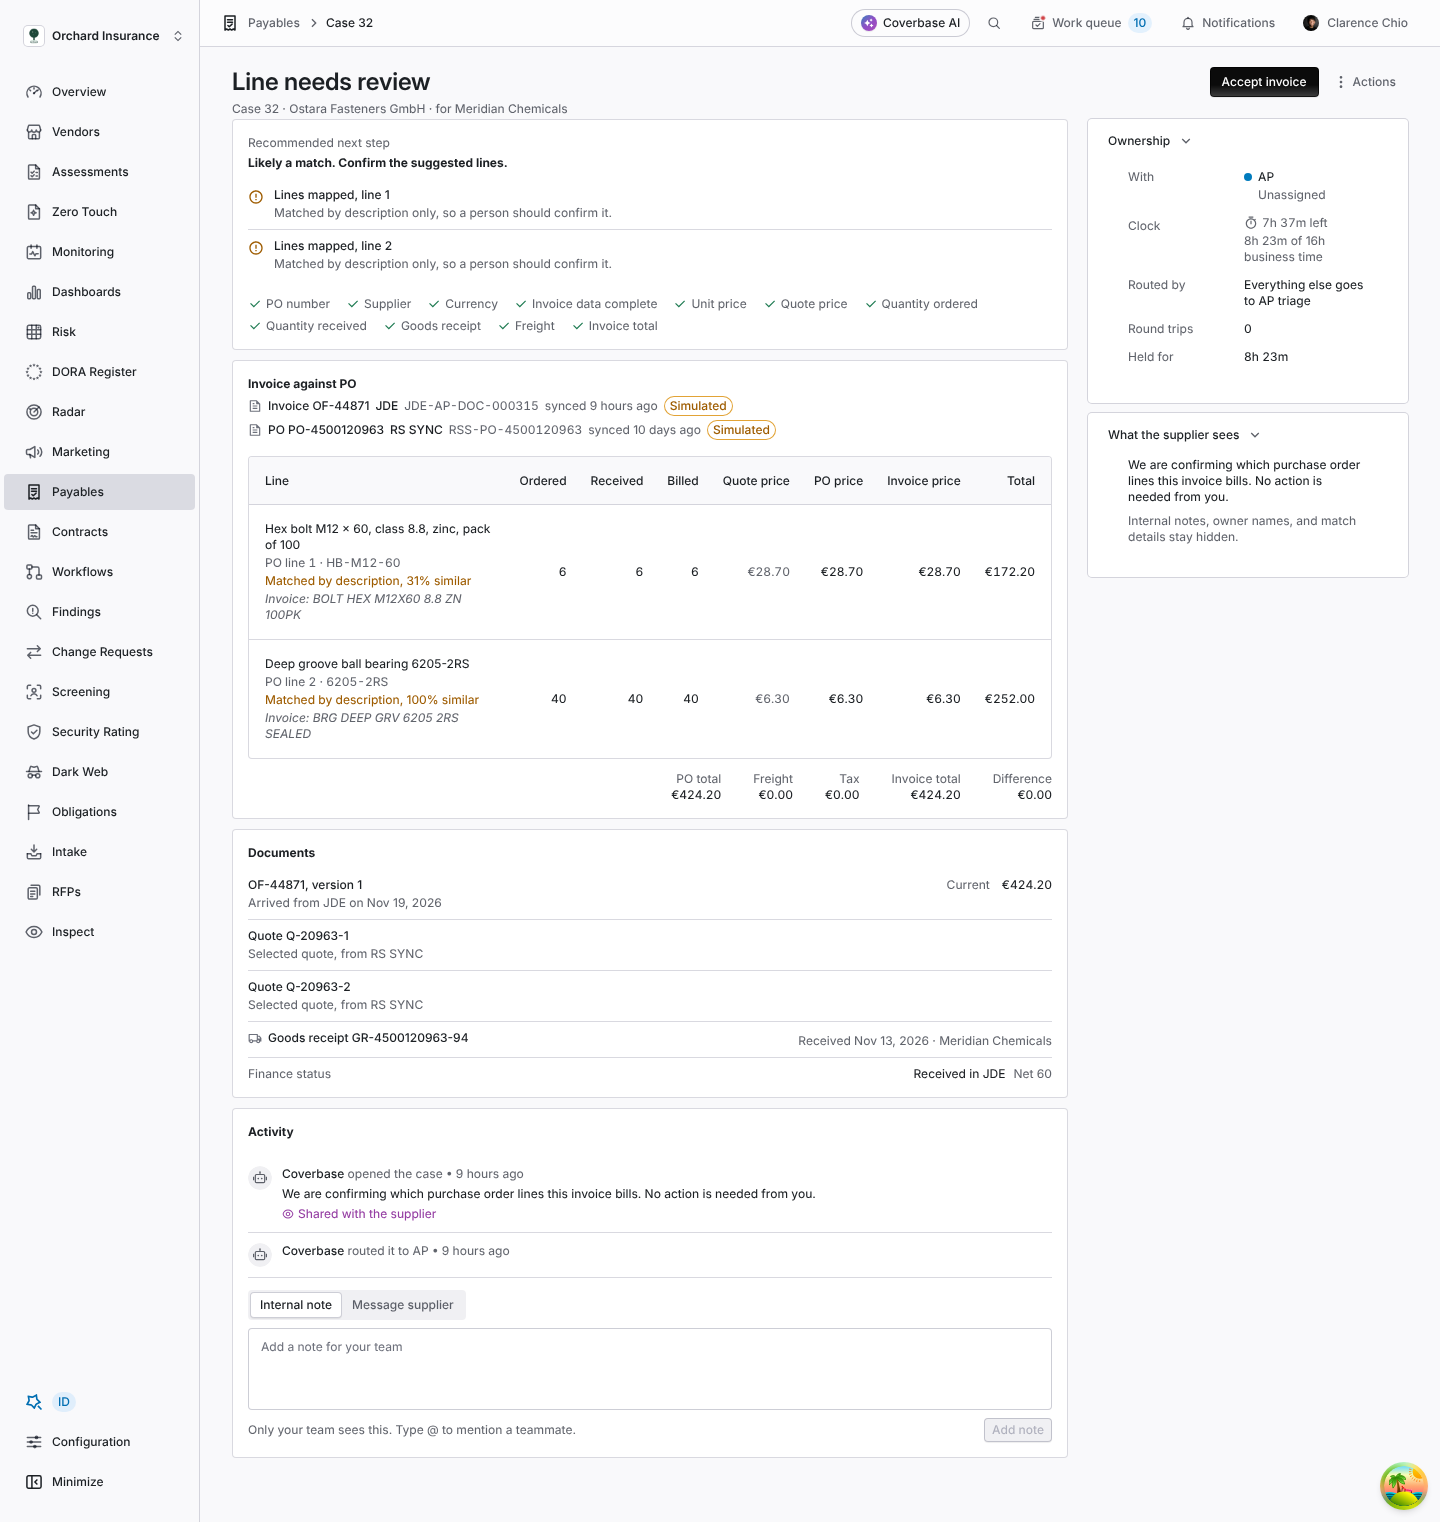 Orchard Insurance
Overview
Vendors
Assessments
Zero Touch
Monitoring
Dashboards
Risk
DORA Register
Radar
Marketing
Payables
Contracts
Workflows
Findings
Change Requests
Screening
Security Rating
Dark Web
Obligations
Intake
RFPs
Inspect
ID
Configuration
Minimize
Payables > Case 32
Coverbase AI
Work queue 10
Notifications
Clarence Chio
Line needs review
Case 32 · Ostara Fasteners GmbH · for Meridian Chemicals
Accept invoice
Actions
Recommended next step
Likely a match. Confirm the suggested lines.
Lines mapped, line 1
Matched by description only, so a person should confirm it.
Lines mapped, line 2
Matched by description only, so a person should confirm it.
PO number Supplier Currency Invoice data complete Unit price Quote price Quantity ordered
Quantity received Goods receipt Freight Invoice total
Invoice against PO
Invoice OF-44871 JDE JDE-AP-DOC-000315 synced 9 hours ago Simulated
PO PO-4500120963 RS SYNC RSS-PO-4500120963 synced 10 days ago Simulated
Line Ordered Received Billed Quote price PO price Invoice price Total
Hex bolt M12 × 60, class 8.8, zinc, pack
of 100
PO line 1 · HB-M12-60
Matched by description, 31% similar
Invoice: BOLT HEX M12X60 8.8 ZN
100PK
6 6 6 €28.70 €28.70 €28.70 €172.20
Deep groove ball bearing 6205-2RS
PO line 2 · 6205-2RS
Matched by description, 100% similar
Invoice: BRG DEEP GRV 6205 2RS
SEALED
40 40 40 €6.30 €6.30 €6.30 €252.00
PO total Freight Tax Invoice total Difference
€424.20 €0.00 €0.00 €424.20 €0.00
Documents
OF-44871, version 1
Arrived from JDE on Nov 19, 2026
Current €424.20
Quote Q-20963-1
Selected quote, from RS SYNC
Quote Q-20963-2
Selected quote, from RS SYNC
Goods receipt GR-4500120963-94
Received Nov 13, 2026 · Meridian Chemicals
Finance status
Received in JDE Net 60
Activity
Coverbase opened the case • 9 hours ago
We are confirming which purchase order lines this invoice bills. No action is needed from you.
Shared with the supplier
Coverbase routed it to AP • 9 hours ago
Internal note
Message supplier
Add a note for your team
Only your team sees this. Type @ to mention a teammate.
Add note
Ownership
With AP
Unassigned
Clock 7h 37m left
8h 23m of 16h
business time
Routed by Everything else goes
to AP triage
Round trips 0
Held for 8h 23m
What the supplier sees
We are confirming which purchase order
lines this invoice bills. No action is
needed from you.
Internal notes, owner names, and match
details stay hidden.